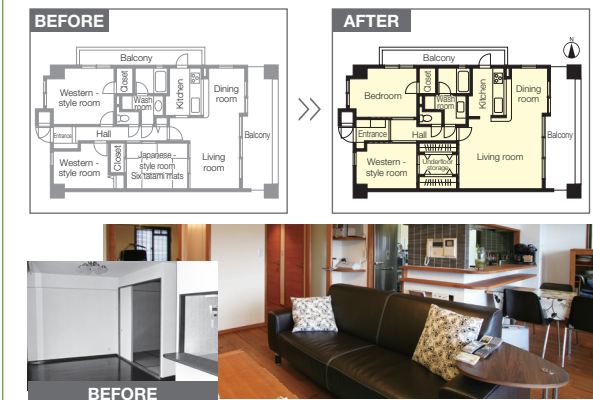 BEFORE
Balcony
Western -
style room
Closet
Wash
room
Kitchen
Dining
room
Entrance
Hall
Balcony
Western -
style room
Closet
Japanese -
style room
Six tatami mats
Living
room
AFTER
N
Balcony
Bedroom
Closet
Wash
room
Kitchen
Dining
room
Entrance
Hall
Balcony
Western -
style room
Underfloor
storage
Living room
BEFORE